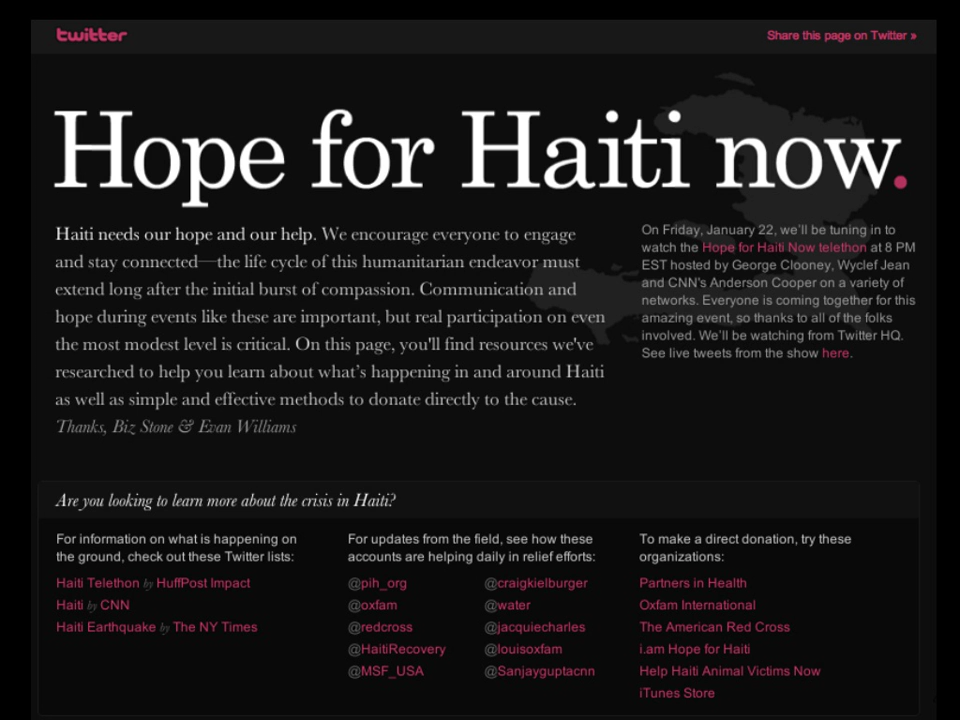 twitter
Share this page on Twitter »
Hope for Haiti now.
Haiti needs our hope and our help. We encourage everyone to engage
and stay connected—the life cycle of this humanitarian endeavor must
extend long after the initial burst of compassion. Communication and
hope during events like these are important, but real participation on even
the most modest level is critical. On this page, you'll find resources we've
researched to help you learn about what’s happening in and around Haiti
as well as simple and effective methods to donate directly to the cause.
Thanks, Biz Stone & Evan Williams
On Friday, January 22, we’ll be tuning in to
watch the Hope for Haiti Now telethon at 8 PM
EST hosted by George Clooney, Wyclef Jean
and CNN's Anderson Cooper on a variety of
networks. Everyone is coming together for this
amazing event, so thanks to all of the folks
involved. We’ll be watching from Twitter HQ.
See live tweets from the show here.
Are you looking to learn more about the crisis in Haiti?
For information on what is happening on
the ground, check out these Twitter lists:
Haiti Telethon by HuffPost Impact
Haiti by CNN
Haiti Earthquake by The NY Times
For updates from the field, see how these
accounts are helping daily in relief efforts:
@pih_org
@oxfam
@redcross
@HaitiRecovery
@MSF_USA
@craigkielburger
@water
@jacquiecharles
@louisoxfam
@Sanjayguptacnn
To make a direct donation, try these
organizations:
Partners in Health
Oxfam International
The American Red Cross
i.am Hope for Haiti
Help Haiti Animal Victims Now
iTunes Store